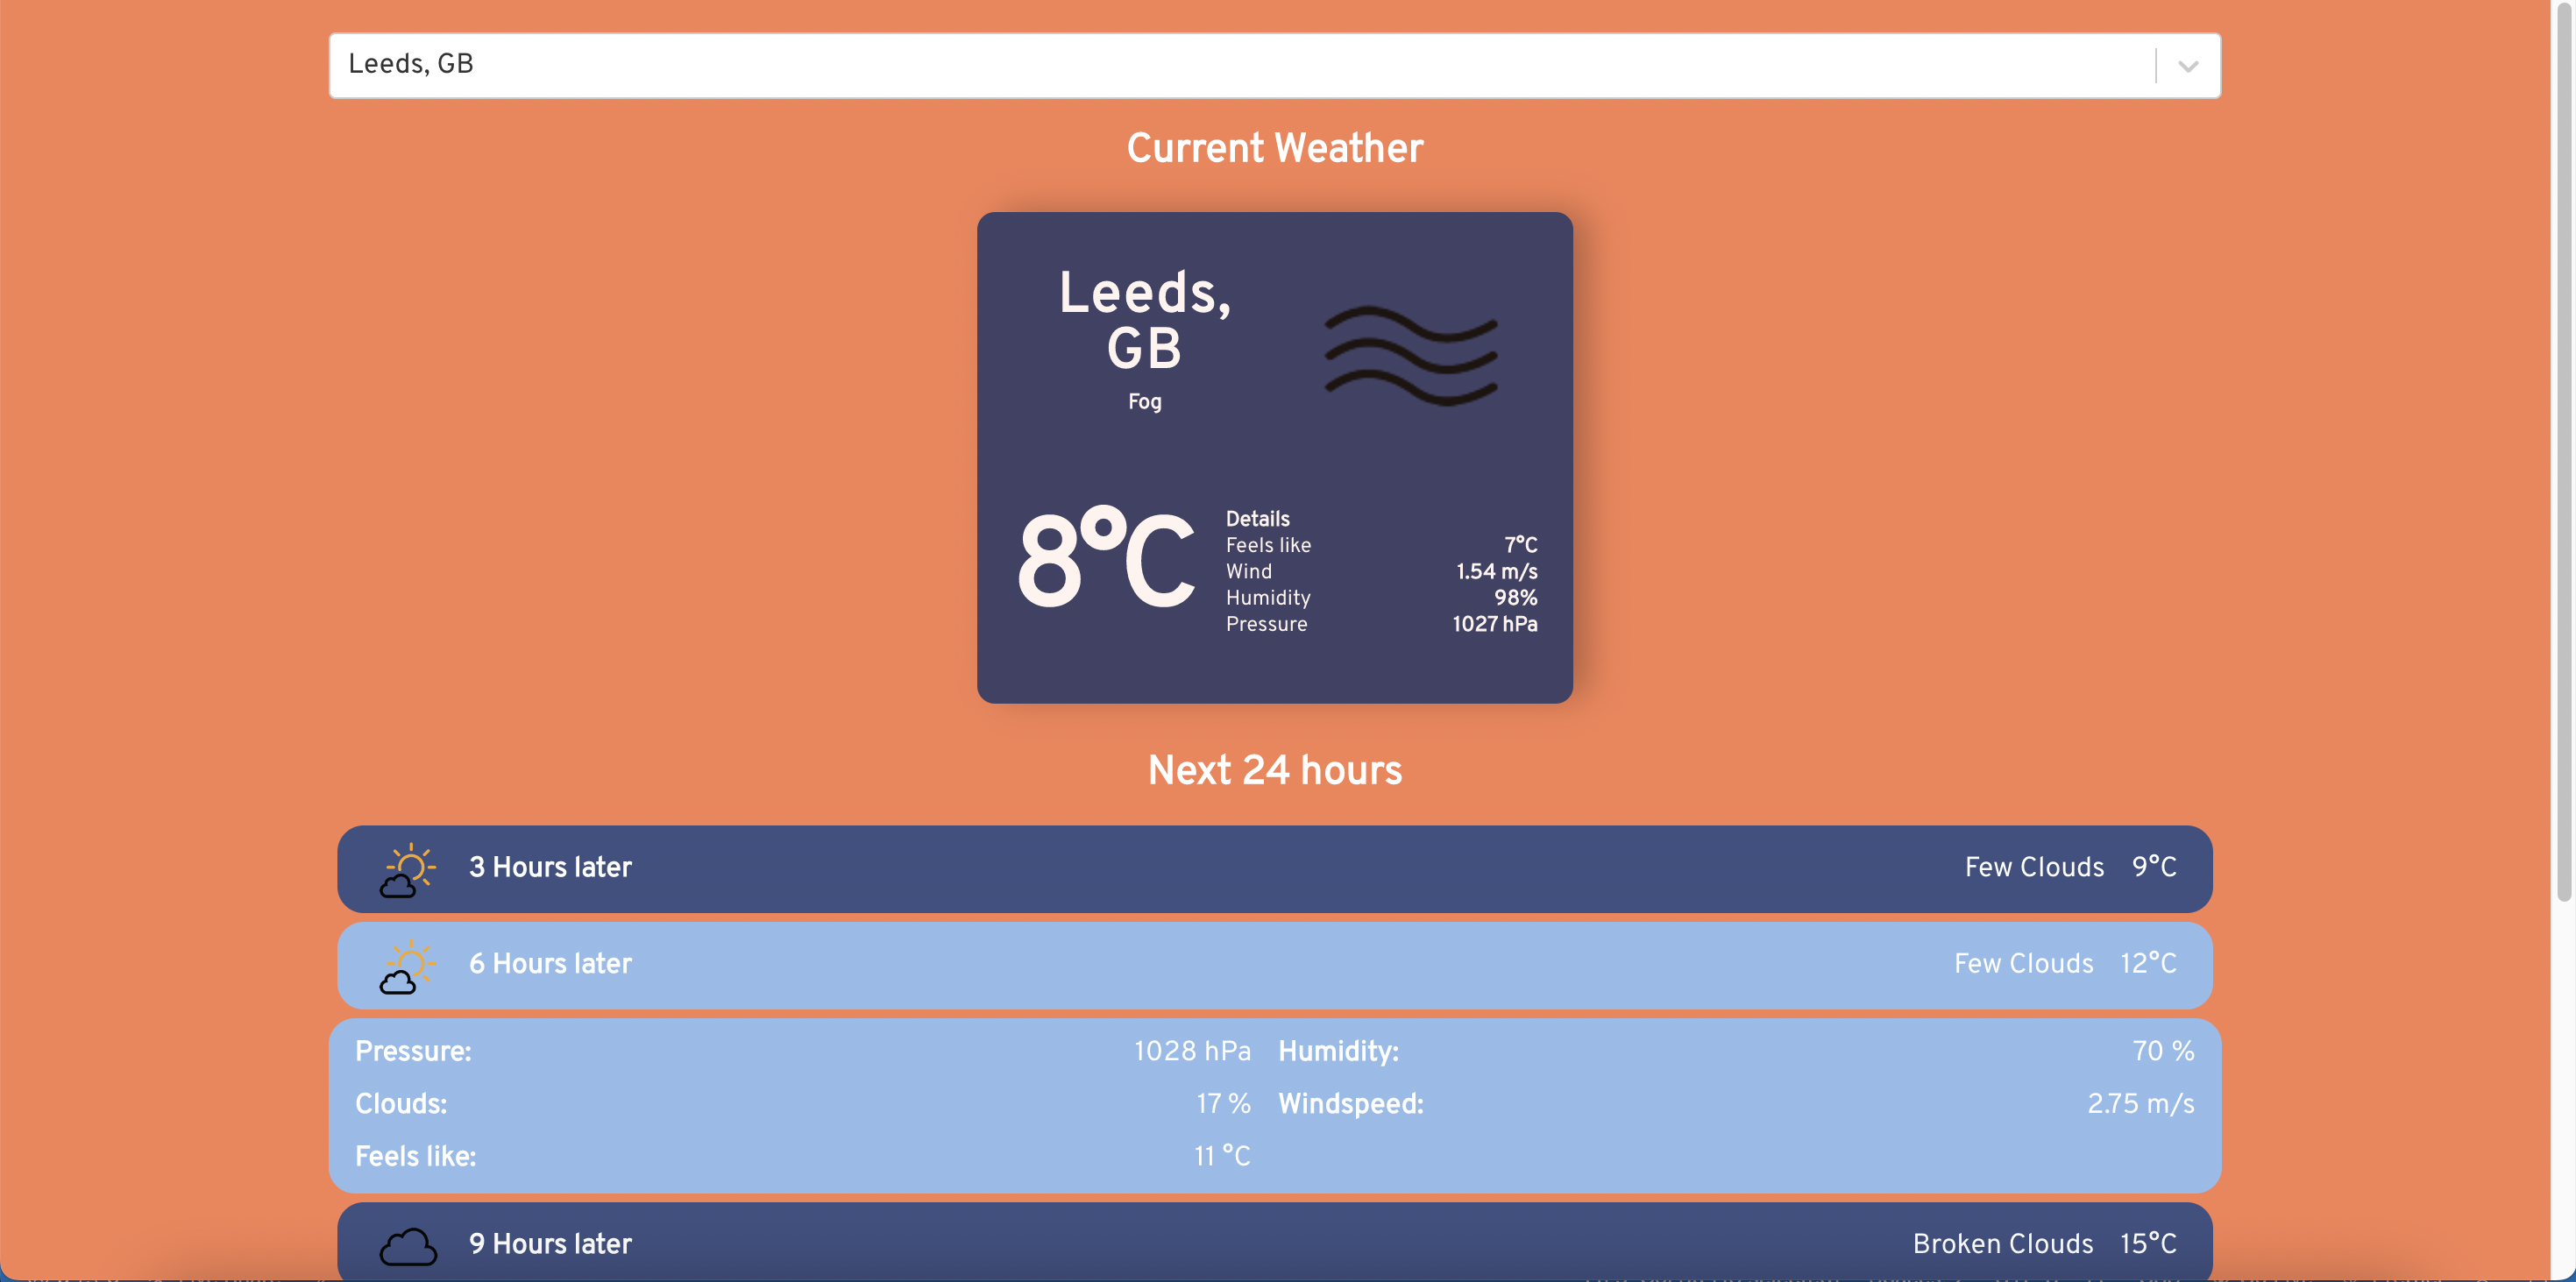 Leeds, GB
Current Weather
Leeds,
GB
Fog
8°C
Details
Feels like 7°C
Wind 1.54 m/s
Humidity 98%
Pressure 1027 hPa
Next 24 hours
3 Hours later Few Clouds 9°C
6 Hours later Few Clouds 12°C
Pressure: 1028 hPa Humidity: 70 %
Clouds: 17 % Windspeed: 2.75 m/s
Feels like: 11 °C
9 Hours later Broken Clouds 15°C